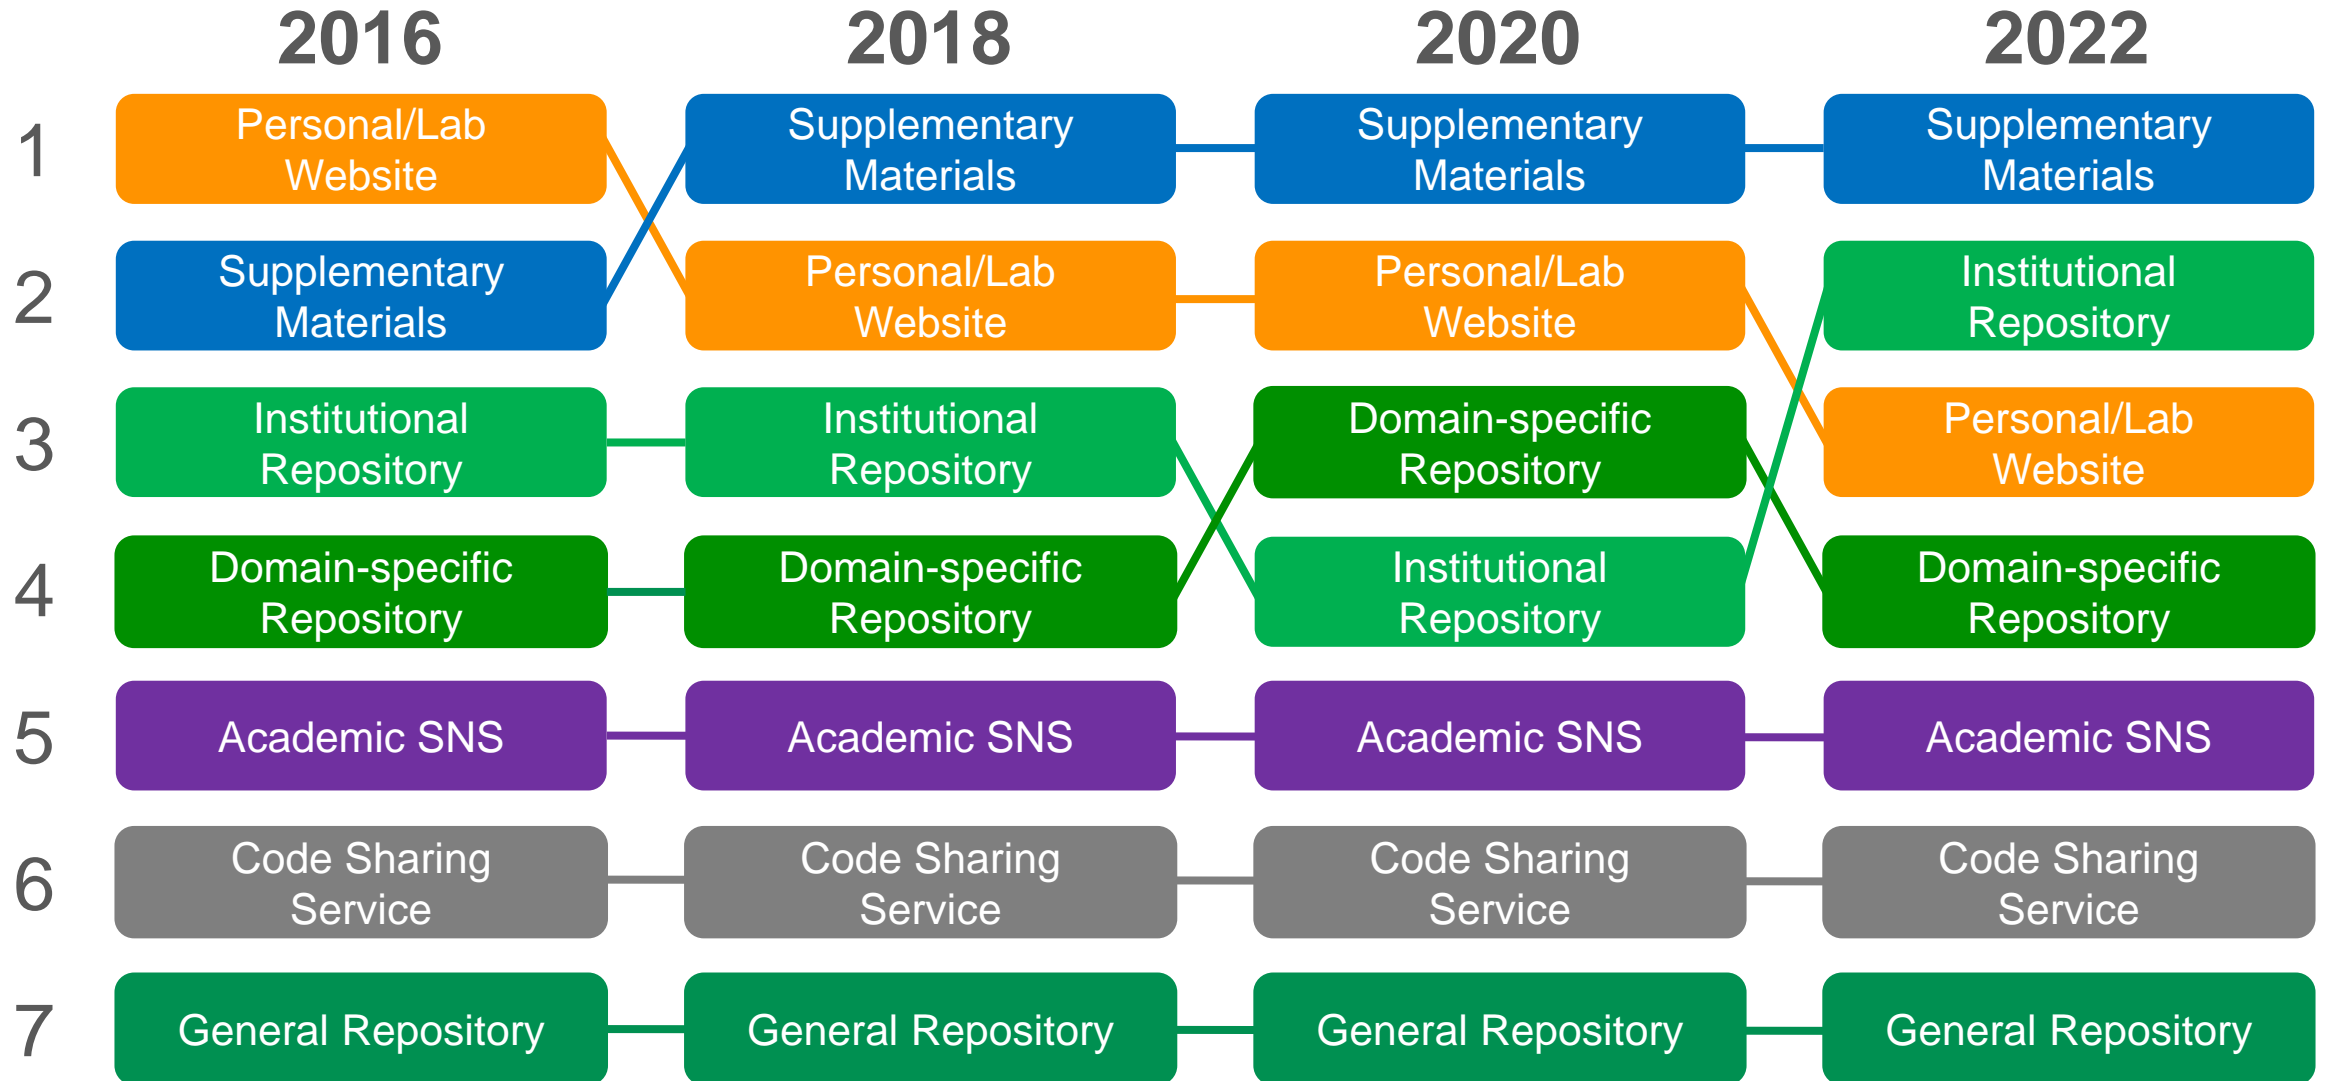 2016 2018 2020 2022
1
Personal/Lab
Website
Supplementary
Materials
Supplementary
Materials
Supplementary
Materials
2
Supplementary
Materials
Personal/Lab
Website
Personal/Lab
Website
Institutional
Repository
3
Institutional
Repository
Institutional
Repository
Domain-specific
Repository
Personal/Lab
Website
4
Domain-specific
Repository
Domain-specific
Repository
Institutional
Repository
Domain-specific
Repository
5
Academic SNS
Academic SNS
Academic SNS
Academic SNS
6
Code Sharing
Service
Code Sharing
Service
Code Sharing
Service
Code Sharing
Service
7
General Repository
General Repository
General Repository
General Repository